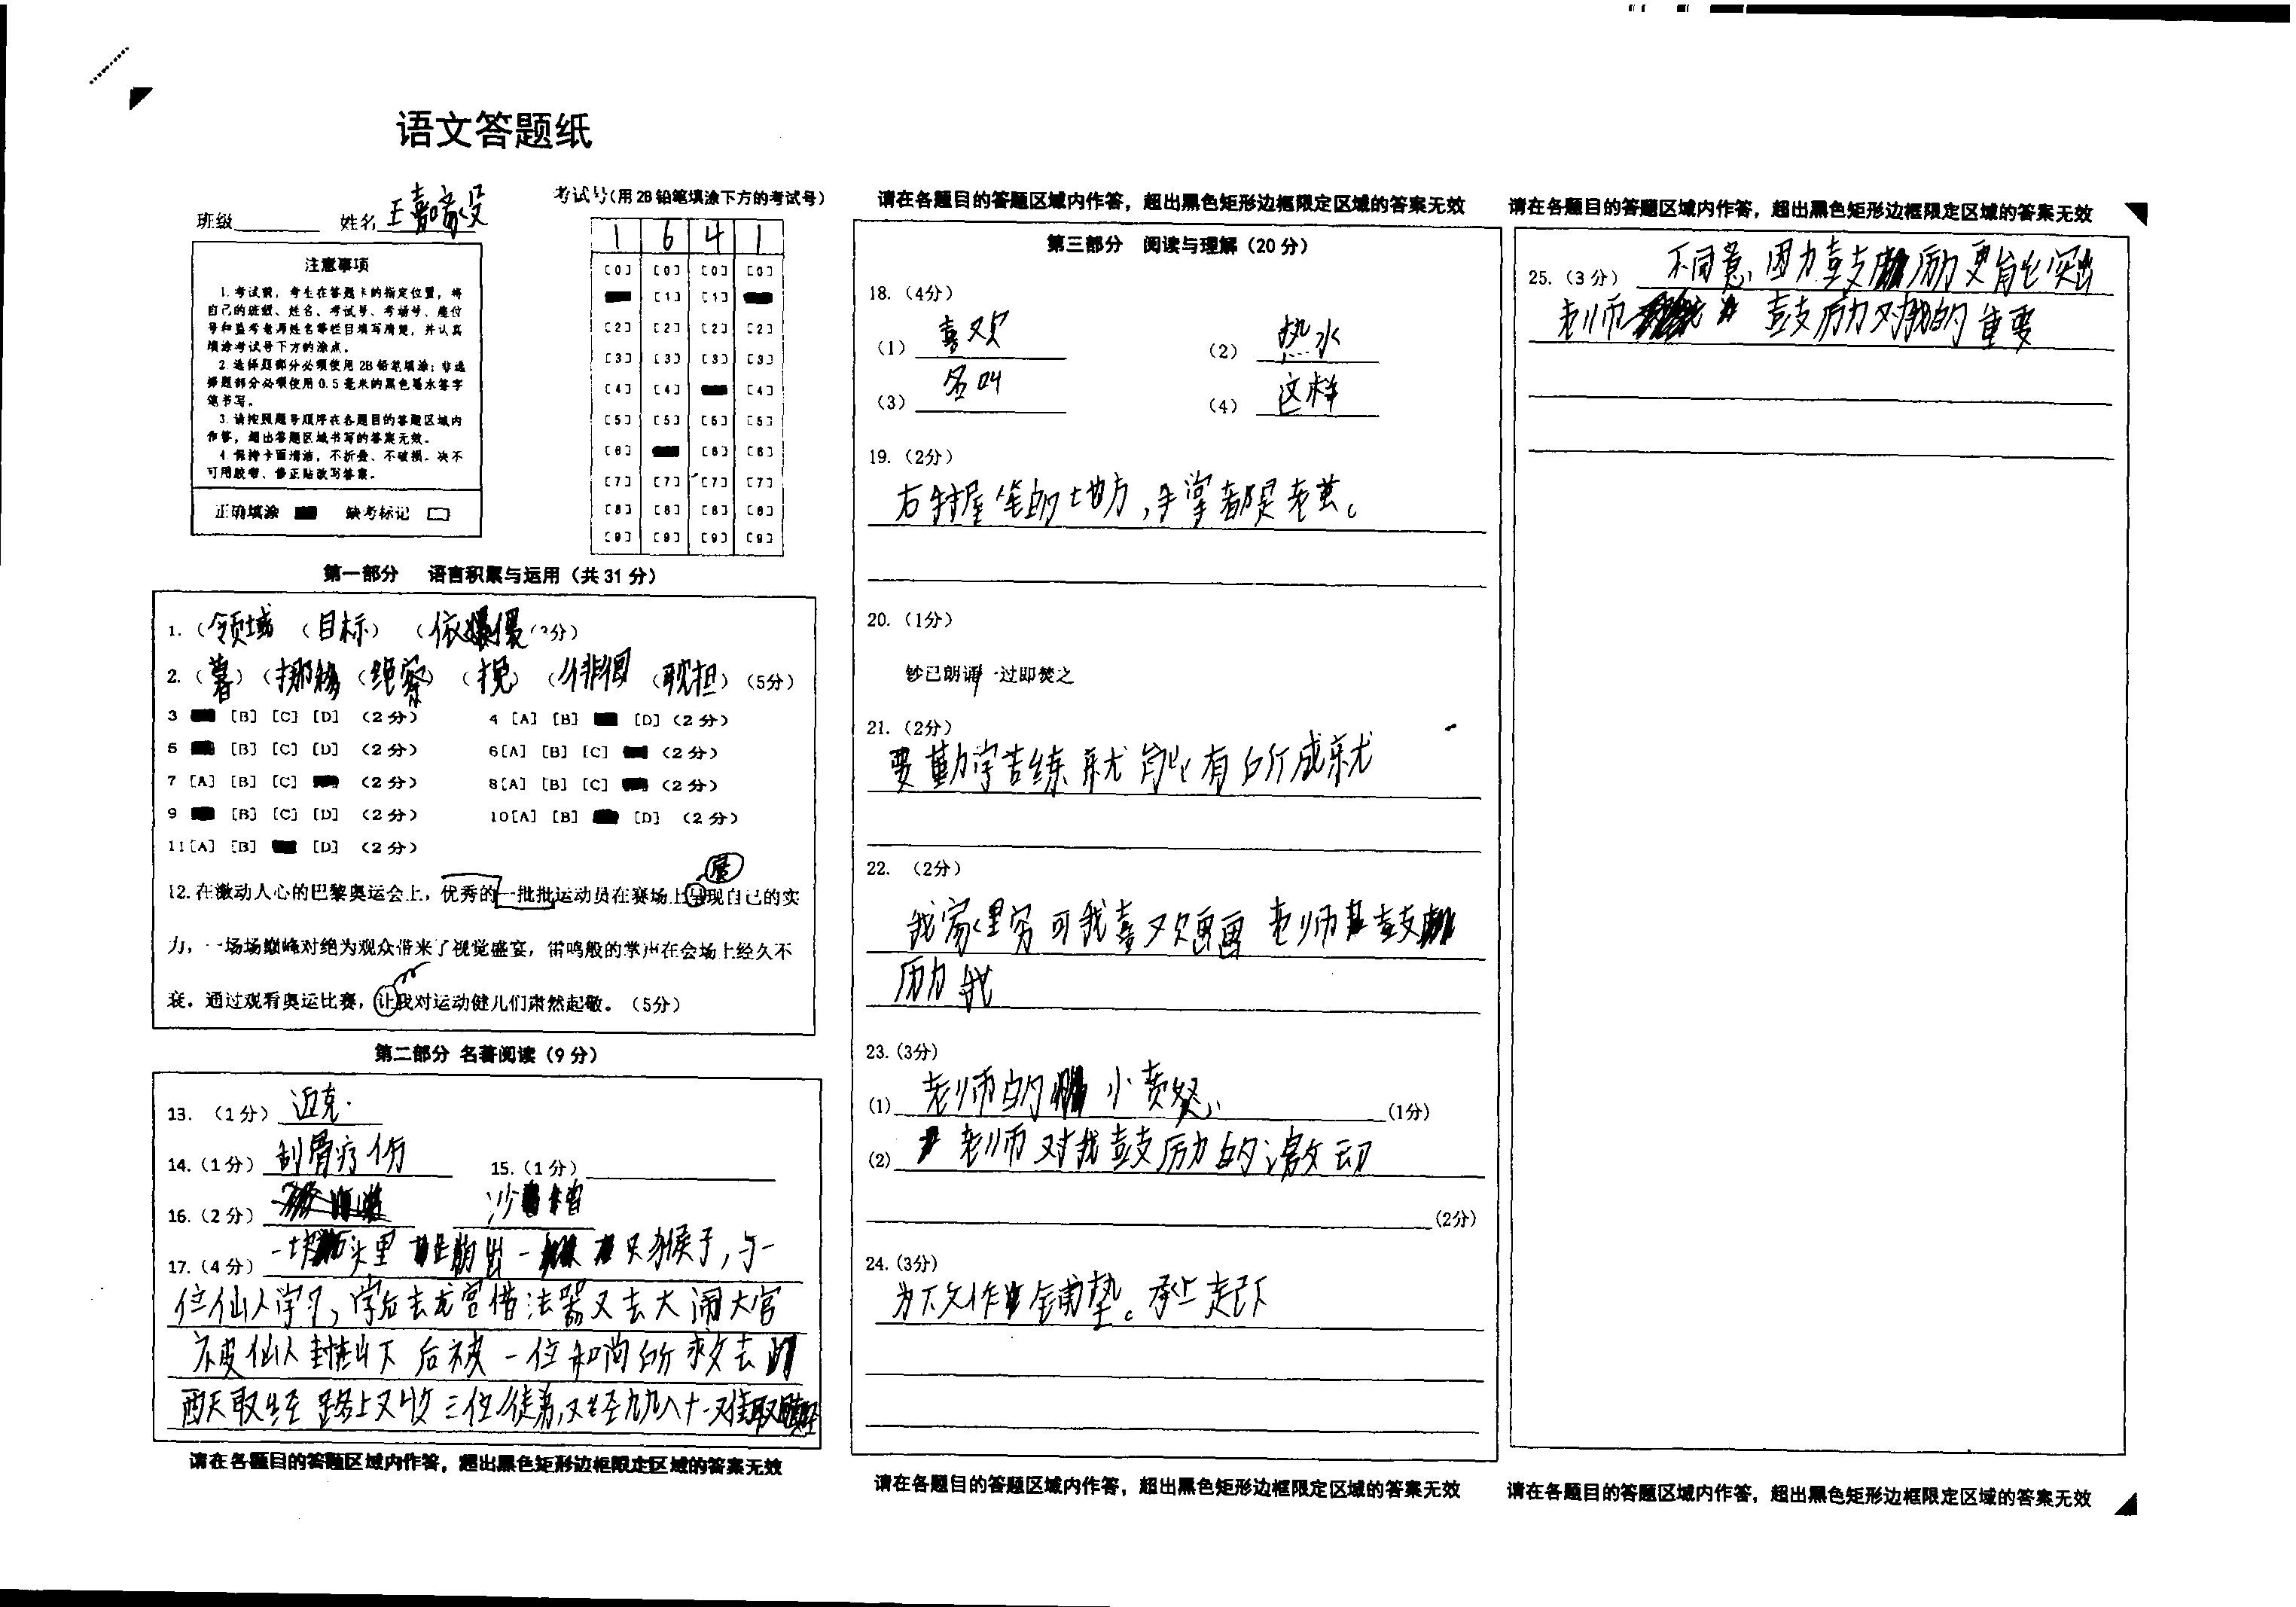 语文答题纸
班级 姓名 王嘉
考试号(用2B铅笔填涂下方的考试号)
1 6 4 1
[0] [0] [0] [0]
[1] [1]
[2] [2] [2] [2]
[3] [3] [3] [3]
[4] [4] [4]
[5] [5] [5] [5]
[6] [6] [6]
[7] [7] [7] [7]
[8] [8] [8] [8]
[9] [9] [9] [9]
注意事项
1.考试前,考生在答题卡的指定位置,将
自己的班级、姓名、考试号、考场号、座位
号和监考老师姓名等栏目填写清楚,并认真
填涂考试号下方的涂点。
2.选择题部分必须使用2B铅笔填涂;非选
择题部分必须使用0.5毫米的黑色墨水签字
笔书写。
3.请按照题号顺序在各题目的答题区域内
作答,超出答题区域书写的答案无效。
4.保持卡面清洁,不折叠、不破损。决不
可用胶带、修正贴改写答案。
正确填涂 缺考标记
第一部分 语言积累与运用(共31分)
1.(领域 (目标) (依偎(3分)
2.(暮)(挪移(绝察)(挽)(徘徊(耽担)(5分)
3 [B] [C] [D] (2分) 4 [A] [B] [D] (2分)
5 [B] [C] [D] (2分) 6[A] [B] [C] (2分)
7 [A] [B] [C] (2分) 8[A] [B] [C] (2分)
9 [B] [C] [D] (2分) 10[A] [B] [D] (2分)
11[A] [B] [D] (2分)
展
12.在激动人心的巴黎奥运会上,优秀的一批批运动员在赛场上呈现自己的实
力,一场场巅峰对绝为观众带来了视觉盛宴,雷鸣般的掌声在会场上经久不
衰。通过观看奥运比赛,让我对运动健儿们肃然起敬。(5分)
第二部分 名著阅读(9分)
13.(1分) 迈克.
14.(1分) 刮骨疗伤 15.(1分)
16.(2分) 沙僧
17.(4分) 一块石头里蹦出一只猴子,与一
位仙人学习,学后去龙宫借法器又去大闹天宫
被仙人封在山下 后被一位和尚所救去
西天取经 路上又收三位徒弟,又经九九八十一难取
请在各题目的答题区域内作答,超出黑色矩形边框限定区域的答案无效
请在各题目的答题区域内作答,超出黑色矩形边框限定区域的答案无效
第三部分 阅读与理解(20分)
18.(4分)
(1) 喜欢 (2) 热水
(3) 名叫 (4) 这样
19.(2分)
右手握笔的地方,手掌都是老茧。
20.(1分)
钞已朗诵/一过即焚之
21.(2分)
要勤学苦练就能有所成就
22.(2分)
我家里穷可我喜欢画画 老师鼓
励我
23.(3分)
(1) 老师的小愤怒 (1分)
(2) 老师对我鼓励的激动
(2分)
24.(3分)
为下文作铺垫。承上起下
请在各题目的答题区域内作答,超出黑色矩形边框限定区域的答案无效
请在各题目的答题区域内作答,超出黑色矩形边框限定区域的答案无效
25.(3分) 不同意,因为鼓励更能突出
老师鼓励对我的重要
请在各题目的答题区域内作答,超出黑色矩形边框限定区域的答案无效